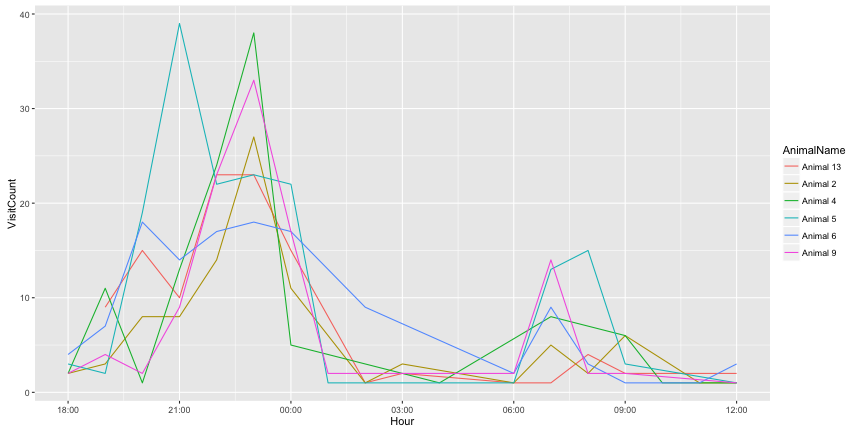 40
30
20
10
0
VisitCount
18:00 21:00 00:00 03:00 06:00 09:00 12:00
Hour
AnimalName
Animal 13
Animal 2
Animal 4
Animal 5
Animal 6
Animal 9